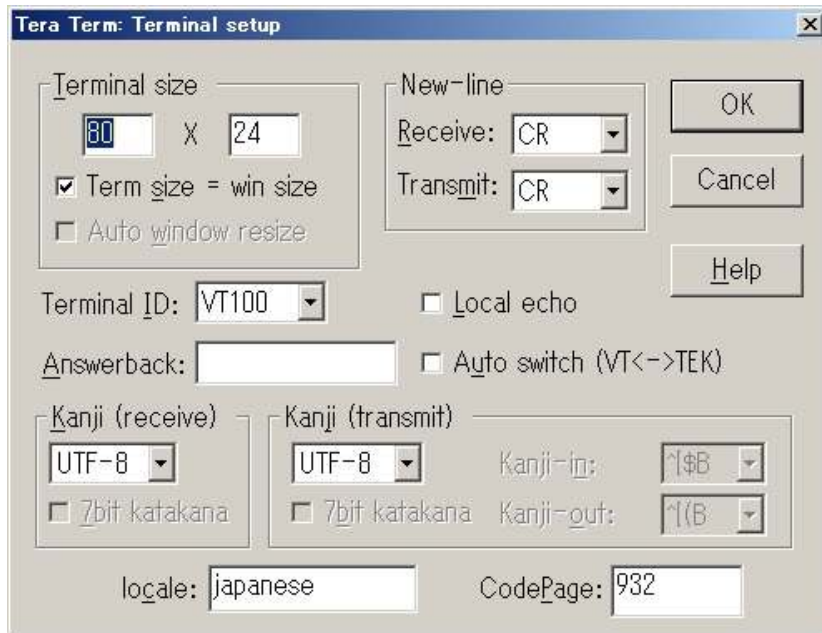 Tera Term: Terminal setup
Terminal size
80 X 24
Term size = win size
Auto window resize
New-line
Receive: CR
Transmit: CR
OK
Cancel
Help
Terminal ID: VT100
Local echo
Answerback:
Auto switch (VT<->TEK)
Kanji (receive)
UTF-8
7bit katakana
Kanji (transmit)
UTF-8
7bit katakana
Kanji-in: ^[$B
Kanji-out: ^[(B
locale: japanese
CodePage: 932